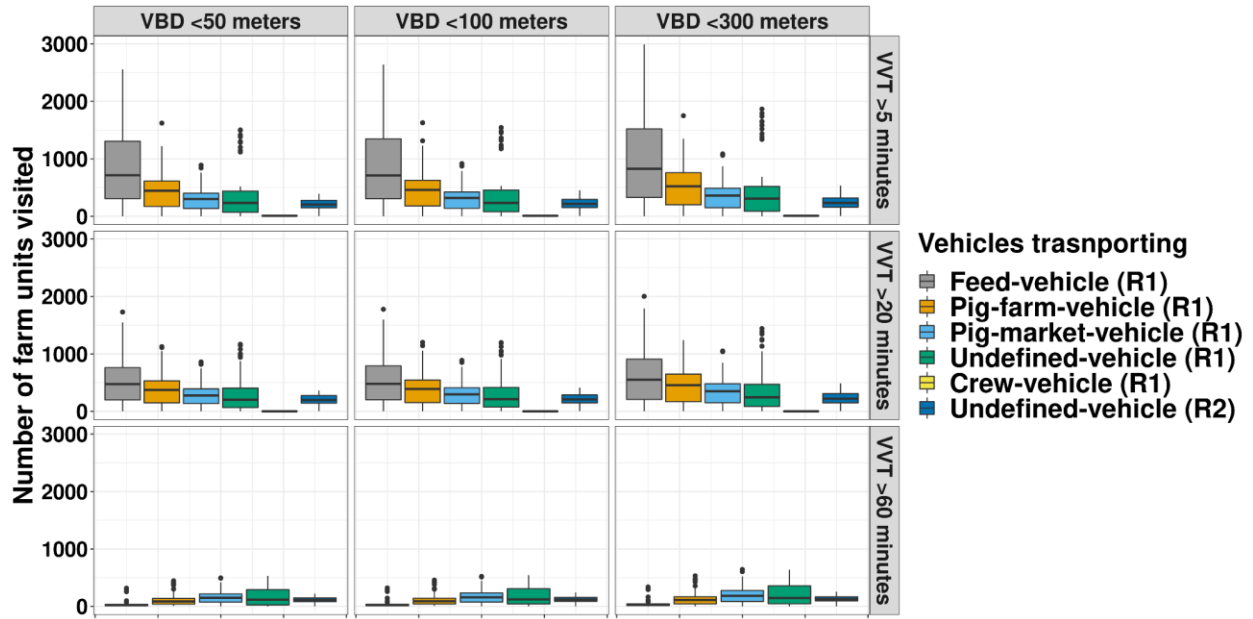 VBD <50 meters
VBD <100 meters
VBD <300 meters
Number of farm units visited
3000
2000
1000
0
VVT >5 minutes
3000
2000
1000
0
VVT >20 minutes
3000
2000
1000
0
VVT >60 minutes
Vehicles trasnporting
Feed-vehicle (R1)
Pig-farm-vehicle (R1)
Pig-market-vehicle (R1)
Undefined-vehicle (R1)
Crew-vehicle (R1)
Undefined-vehicle (R2)